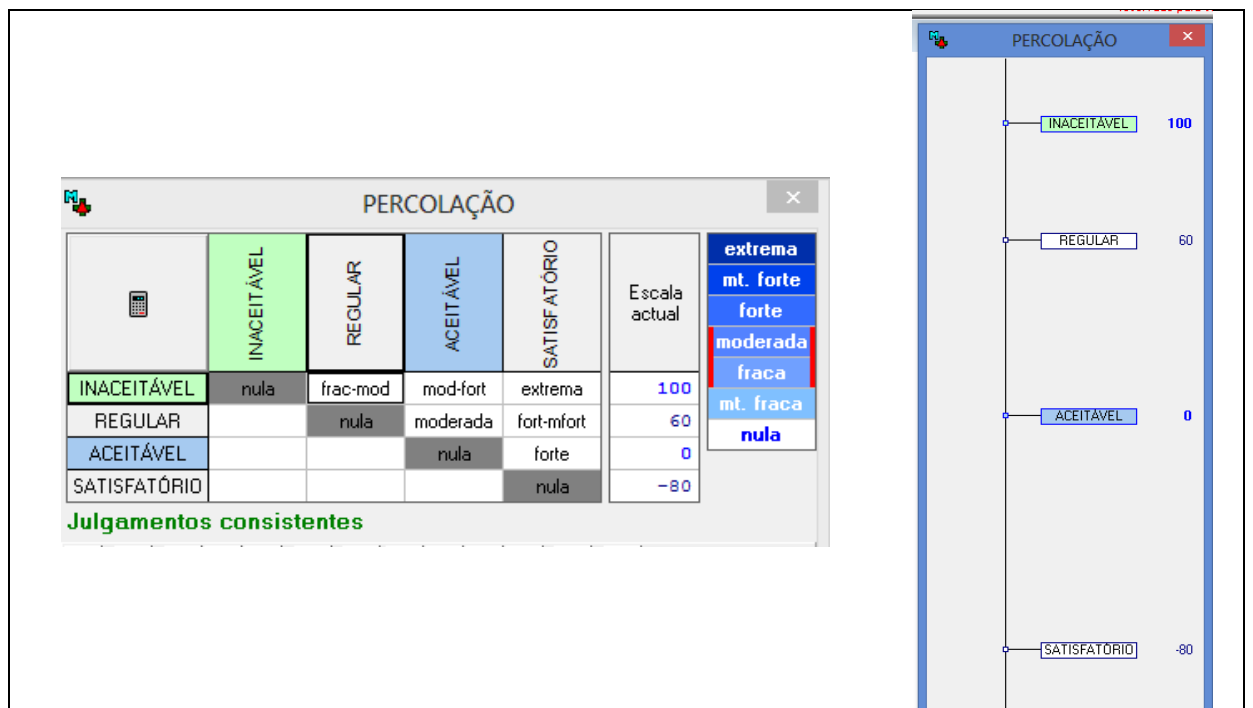 PERCOLAÇÃO
INACEITÁVEL REGULAR ACEITÁVEL SATISFATÓRIO Escala actual
INACEITÁVEL nula frac-mod mod-fort extrema 100
REGULAR nula moderada fort-mfort 60
ACEITÁVEL nula forte 0
SATISFATÓRIO nula -80
Julgamentos consistentes
extrema
mt. forte
forte
moderada
fraca
mt. fraca
nula
PERCOLAÇÃO
INACEITÁVEL 100
REGULAR 60
ACEITÁVEL 0
SATISFATÓRIO -80